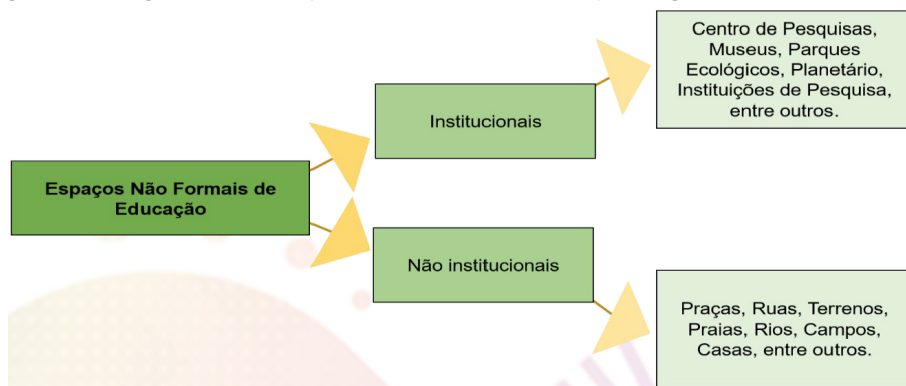 Espaços Não Formais de
Educação
Institucionais
Não institucionais
Centro de Pesquisas,
Museus, Parques
Ecológicos, Planetário,
Instituições de Pesquisa,
entre outros.
Praças, Ruas, Terrenos,
Praias, Rios, Campos,
Casas, entre outros.